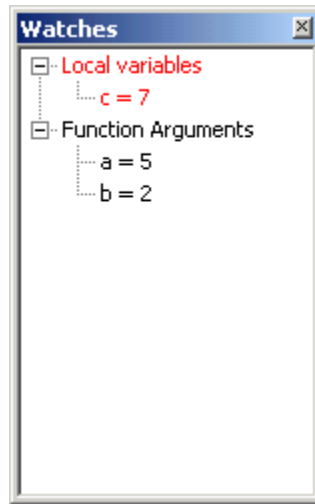 Watches
Local variables
c = 7
Function Arguments
a = 5
b = 2